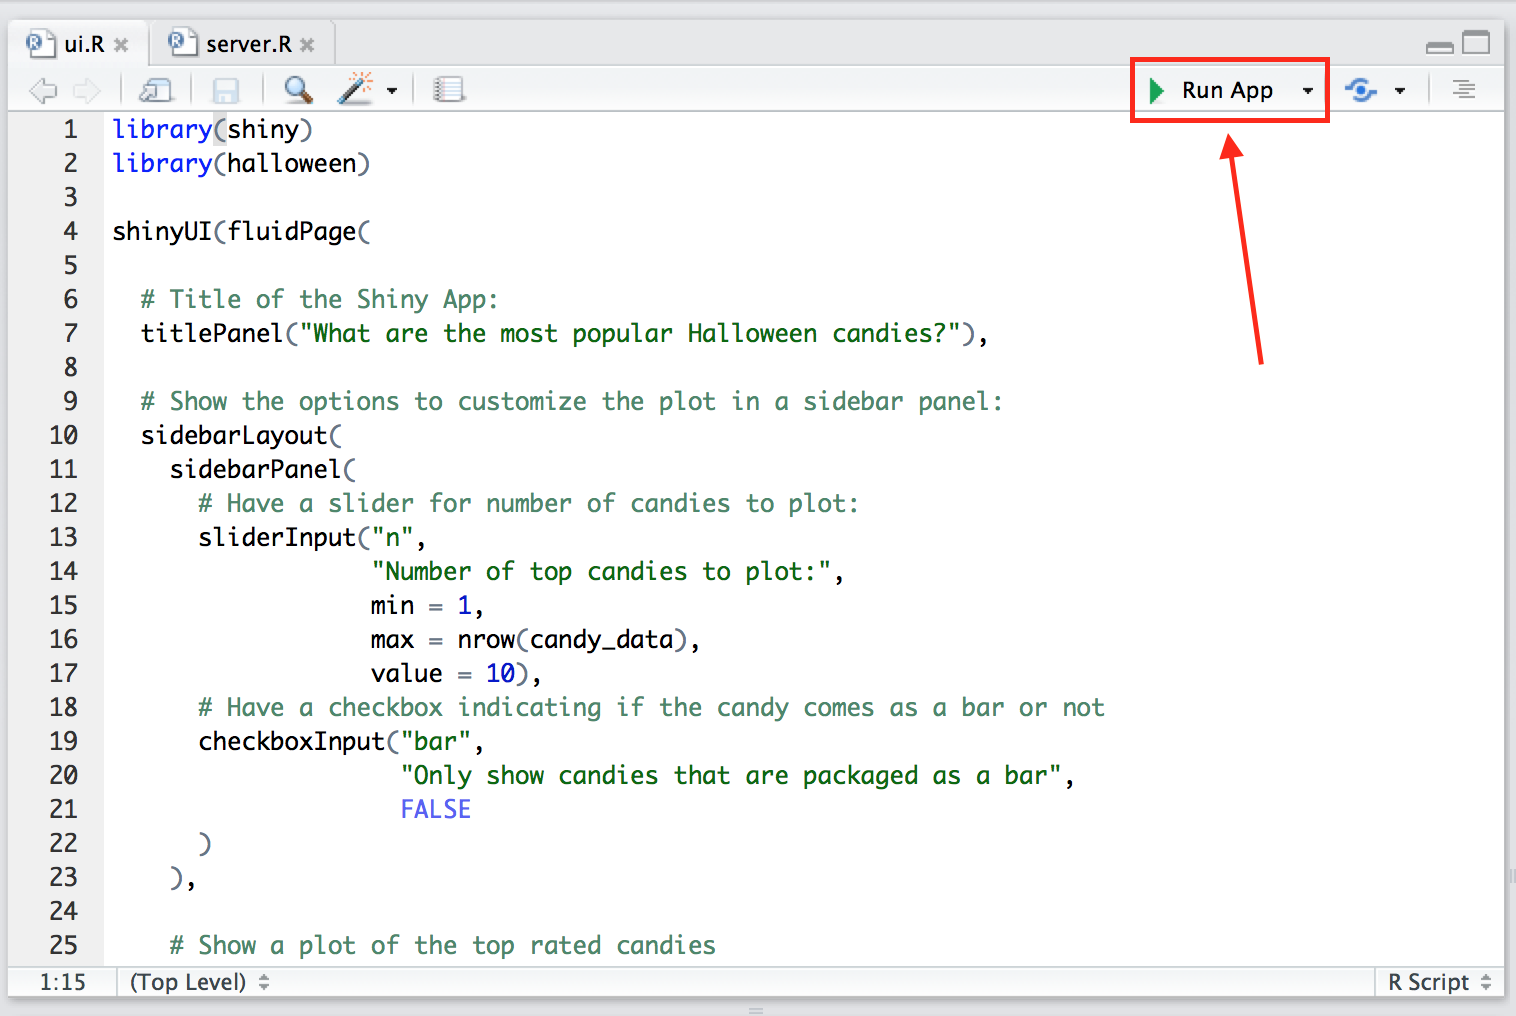 ui.R server.R
Run App
1 library(shiny)
2 library(halloween)
3
4 shinyUI(fluidPage(
5
6   # Title of the Shiny App:
7   titlePanel("What are the most popular Halloween candies?"),
8
9   # Show the options to customize the plot in a sidebar panel:
10   sidebarLayout(
11     sidebarPanel(
12       # Have a slider for number of candies to plot:
13       sliderInput("n",
14                   "Number of top candies to plot:",
15                   min = 1,
16                   max = nrow(candy_data),
17                   value = 10),
18       # Have a checkbox indicating if the candy comes as a bar or not
19       checkboxInput("bar",
20                     "Only show candies that are packaged as a bar",
21                     FALSE
22       )
23     ),
24
25     # Show a plot of the top rated candies
1:15 (Top Level) R Script